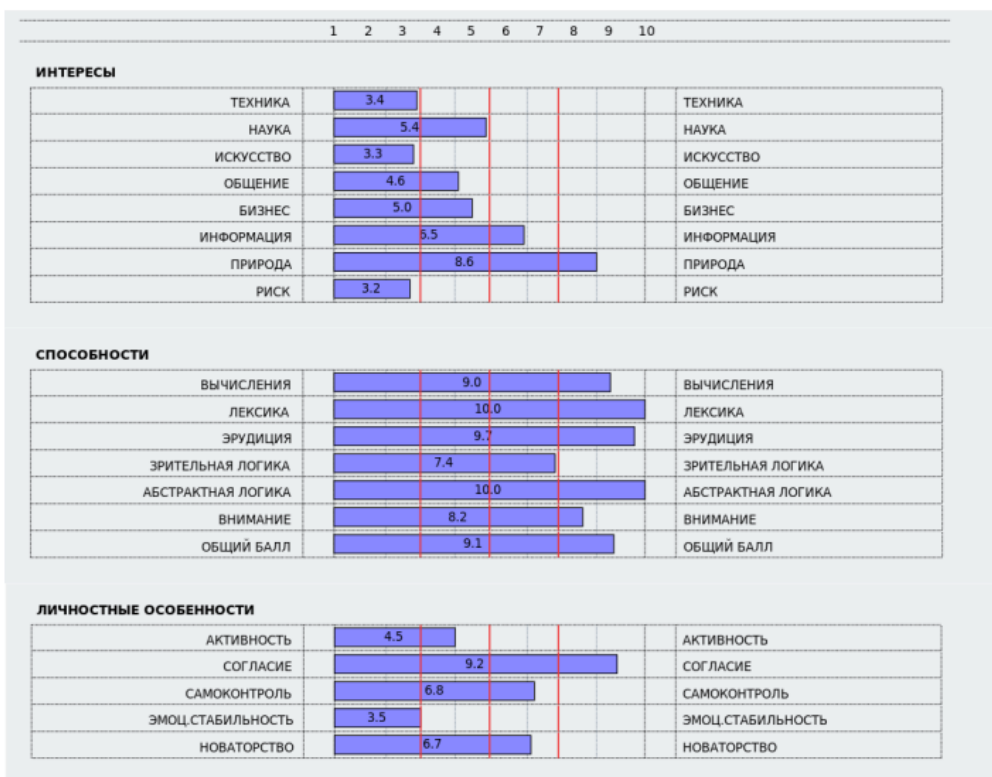 1 2 3 4 5 6 7 8 9 10
ИНТЕРЕСЫ
ТЕХНИКА 3.4 ТЕХНИКА
НАУКА 5.4 НАУКА
ИСКУССТВО 3.3 ИСКУССТВО
ОБЩЕНИЕ 4.6 ОБЩЕНИЕ
БИЗНЕС 5.0 БИЗНЕС
ИНФОРМАЦИЯ 6.5 ИНФОРМАЦИЯ
ПРИРОДА 8.6 ПРИРОДА
РИСК 3.2 РИСК
СПОСОБНОСТИ
ВЫЧИСЛЕНИЯ 9.0 ВЫЧИСЛЕНИЯ
ЛЕКСИКА 10.0 ЛЕКСИКА
ЭРУДИЦИЯ 9.7 ЭРУДИЦИЯ
ЗРИТЕЛЬНАЯ ЛОГИКА 7.4 ЗРИТЕЛЬНАЯ ЛОГИКА
АБСТРАКТНАЯ ЛОГИКА 10.0 АБСТРАКТНАЯ ЛОГИКА
ВНИМАНИЕ 8.2 ВНИМАНИЕ
ОБЩИЙ БАЛЛ 9.1 ОБЩИЙ БАЛЛ
ЛИЧНОСТНЫЕ ОСОБЕННОСТИ
АКТИВНОСТЬ 4.5 АКТИВНОСТЬ
СОГЛАСИЕ 9.2 СОГЛАСИЕ
САМОКОНТРОЛЬ 6.8 САМОКОНТРОЛЬ
ЭМОЦ.СТАБИЛЬНОСТЬ 3.5 ЭМОЦ.СТАБИЛЬНОСТЬ
НОВАТОРСТВО 6.7 НОВАТОРСТВО